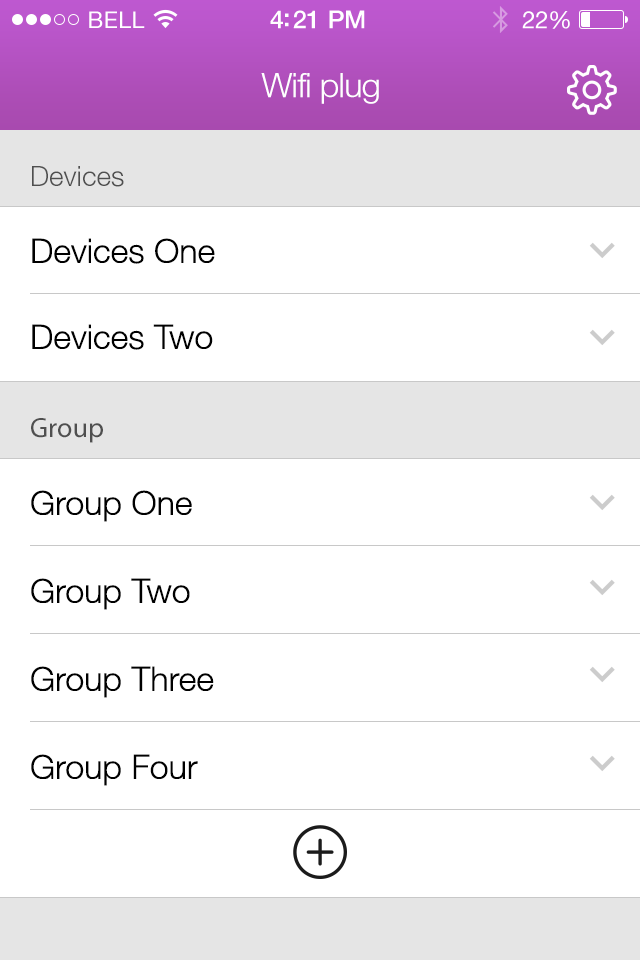 BELL 4:21 PM 22%
Wifi plug
Devices
Devices One
Devices Two
Group
Group One
Group Two
Group Three
Group Four